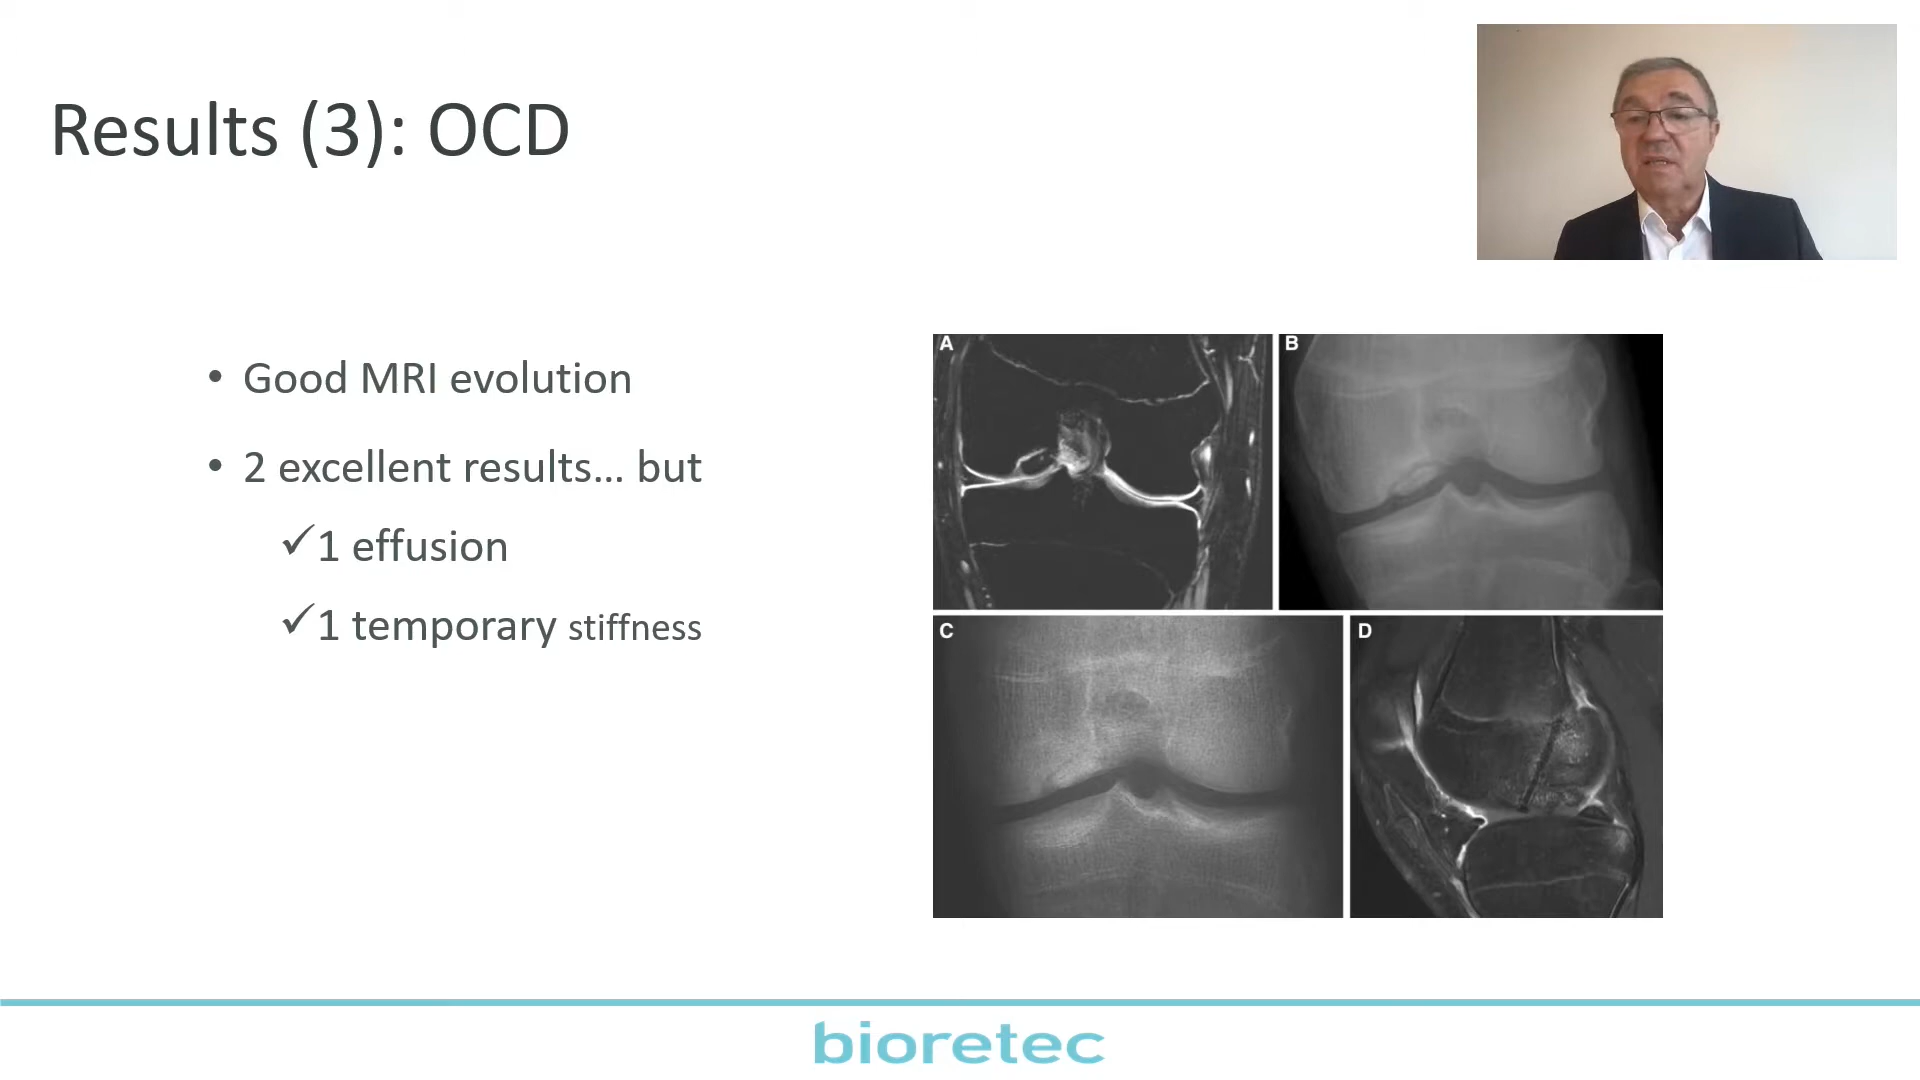 Results (3): OCD
• Good MRI evolution
• 2 excellent results... but
✓1 effusion
✓1 temporary stiffness
A
B
C
D
bioretec